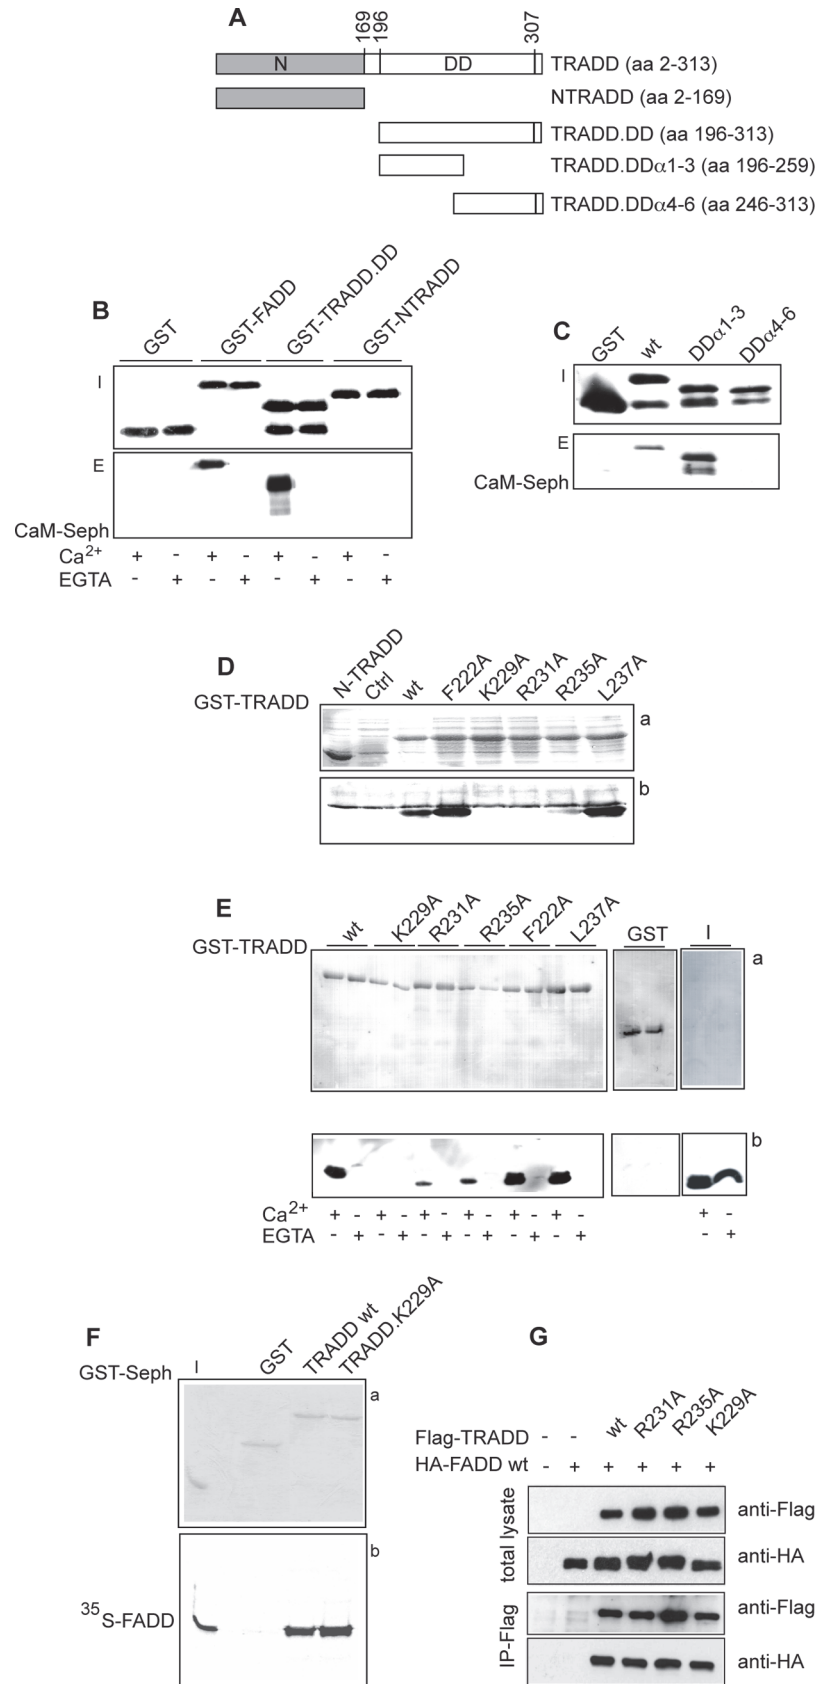 A
169 196 307
N DD TRADD (aa 2-313)
NTRADD (aa 2-169)
TRADD.DD (aa 196-313)
TRADD.DDα1-3 (aa 196-259)
TRADD.DDα4-6 (aa 246-313)
B
GST GST-FADD GST-TRADD.DD GST-NTRADD
I
E
CaM-Seph
Ca2+ + - + - + - + -
EGTA - + - + - + - +
C
GST wt DDα1-3 DDα4-6
I
E
CaM-Seph
D
GST-TRADD N-TRADD Ctrl wt F222A K229A R231A R235A L237A
a
b
E
GST-TRADD wt K229A R231A R235A F222A L237A GST I
a
b
Ca2+ + - + - + - + - + - + - + -
EGTA - + - + - + - + - + - + - +
F
GST-Seph I GST TRADD wt TRADD.K229A
a
b
35S-FADD
G
Flag-TRADD - - wt R231A R235A K229A
HA-FADD wt - + + + + +
total lysate
anti-Flag
anti-HA
IP-Flag
anti-Flag
anti-HA